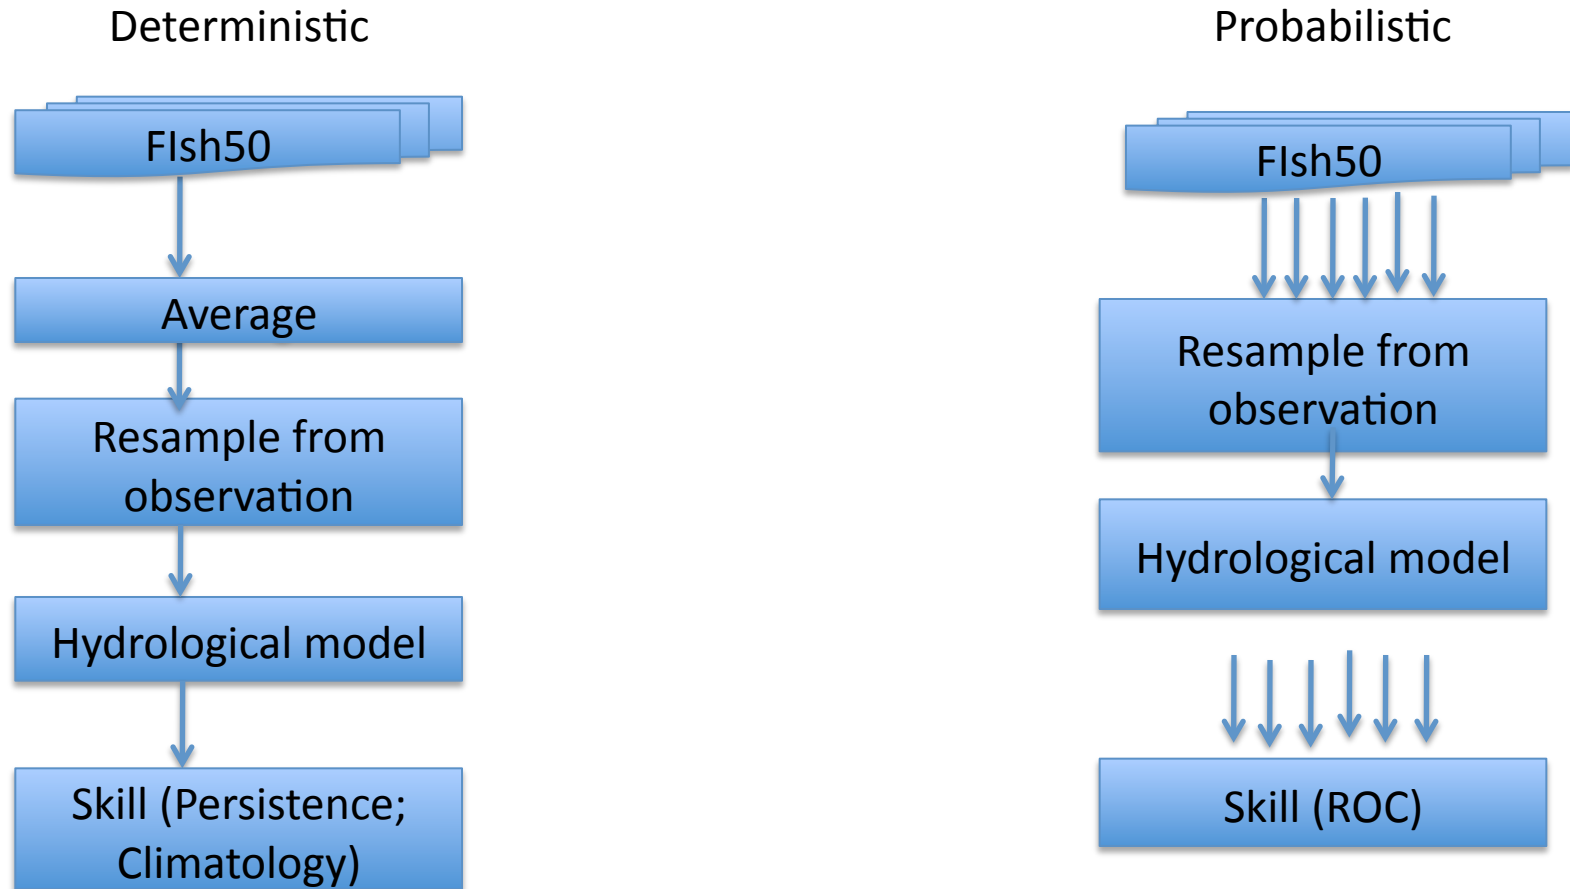 Deterministic
FIsh50
Average
Resample from
observation
Hydrological model
Skill (Persistence;
Climatology)
Probabilistic
FIsh50
Resample from
observation
Hydrological model
Skill (ROC)